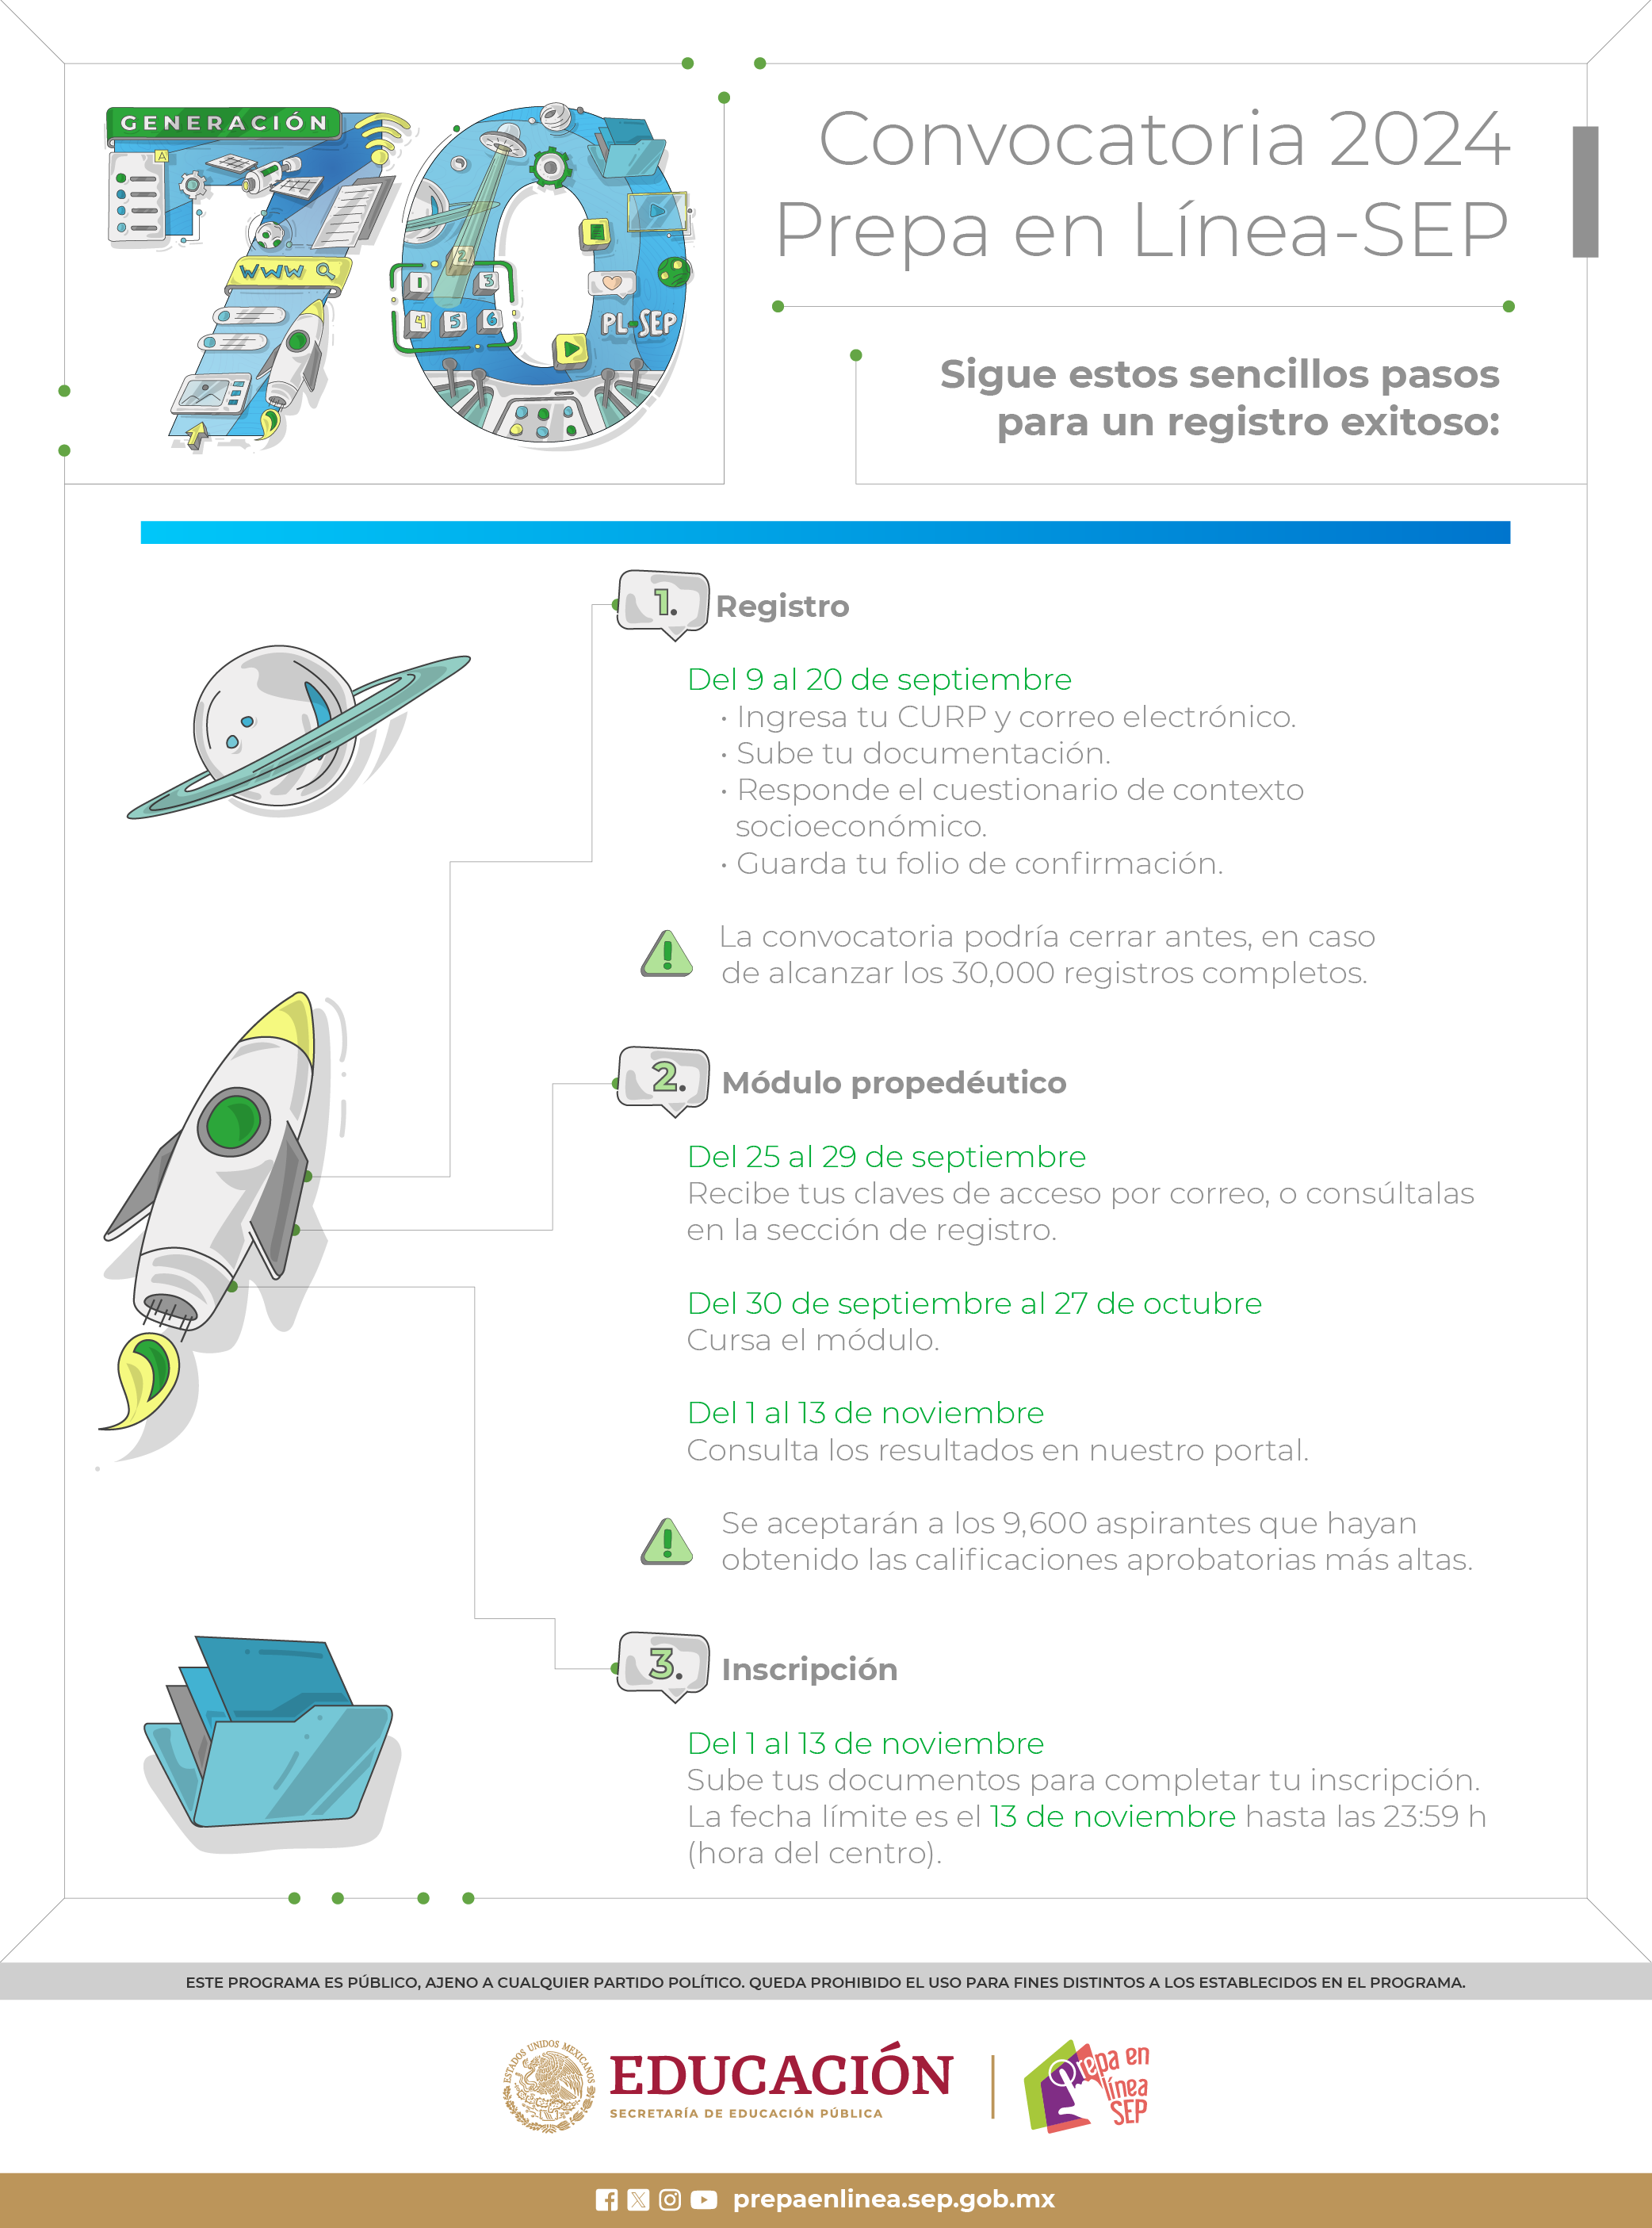 GENERACIÓN
70
A
WWW
1
2
3
4
5
6
PL-SEP
Convocatoria 2024
Prepa en Línea-SEP
Sigue estos sencillos pasos
para un registro exitoso:
1. Registro
Del 9 al 20 de septiembre
• Ingresa tu CURP y correo electrónico.
• Sube tu documentación.
• Responde el cuestionario de contexto
socioeconómico.
• Guarda tu folio de confirmación.
! La convocatoria podría cerrar antes, en caso
de alcanzar los 30,000 registros completos.
2. Módulo propedéutico
Del 25 al 29 de septiembre
Recibe tus claves de acceso por correo, o consúltalas
en la sección de registro.
Del 30 de septiembre al 27 de octubre
Cursa el módulo.
Del 1 al 13 de noviembre
Consulta los resultados en nuestro portal.
! Se aceptarán a los 9,600 aspirantes que hayan
obtenido las calificaciones aprobatorias más altas.
3. Inscripción
Del 1 al 13 de noviembre
Sube tus documentos para completar tu inscripción.
La fecha límite es el 13 de noviembre hasta las 23:59 h
(hora del centro).
ESTE PROGRAMA ES PÚBLICO, AJENO A CUALQUIER PARTIDO POLÍTICO. QUEDA PROHIBIDO EL USO PARA FINES DISTINTOS A LOS ESTABLECIDOS EN EL PROGRAMA.
ESTADOS UNIDOS MEXICANOS
EDUCACIÓN
SECRETARÍA DE EDUCACIÓN PÚBLICA
Prepa en
línea
SEP
prepaenlinea.sep.gob.mx